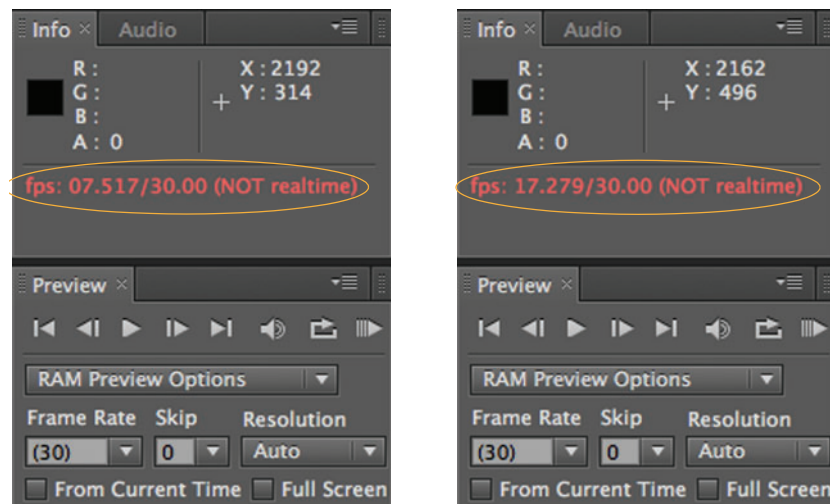 Info × Audio
R :
G :
B :
A : 0
X : 2192
Y : 314
fps: 07.517/30.00 (NOT realtime)
Preview ×
RAM Preview Options
Frame Rate Skip Resolution
(30) 0 Auto
From Current Time Full Screen
Info × Audio
R :
G :
B :
A : 0
X : 2162
Y : 496
fps: 17.279/30.00 (NOT realtime)
Preview ×
RAM Preview Options
Frame Rate Skip Resolution
(30) 0 Auto
From Current Time Full Screen